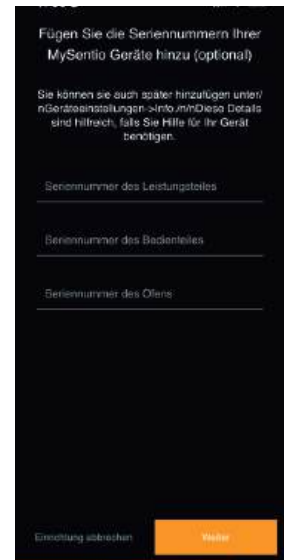 Fügen Sie die Seriennummern Ihrer
MySentio Geräte hinzu (optional)
Sie können sie auch später hinzufügen unter/
nGeräteeinstellungen->Info./n/nDiese Details
sind hilfreich, falls Sie Hilfe für Ihr Gerät
benötigen.
Seriennummer des Leistungsteiles
Seriennummer des Bedienteiles
Seriennummer des Ofens
Einrichtung abbrechen
Weiter